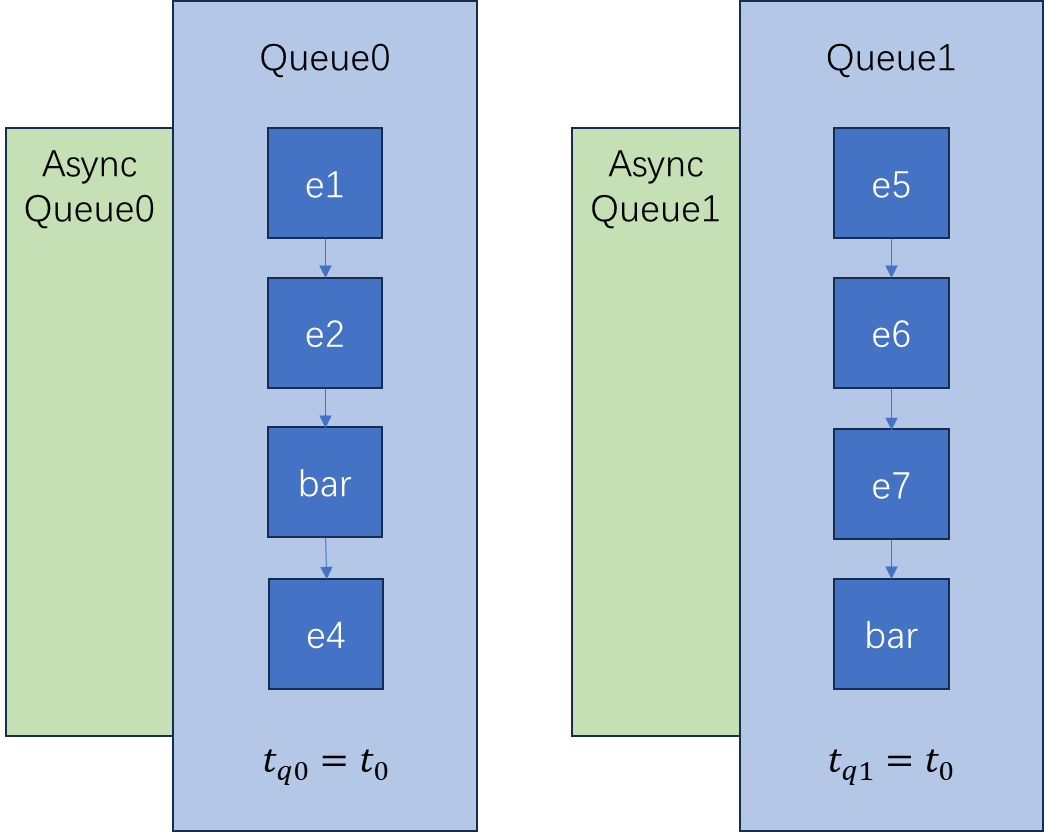 Queue0
Async
Queue0
e1
e2
bar
e4
t_{q0} = t_0
Queue1
Async
Queue1
e5
e6
e7
bar
t_{q1} = t_0